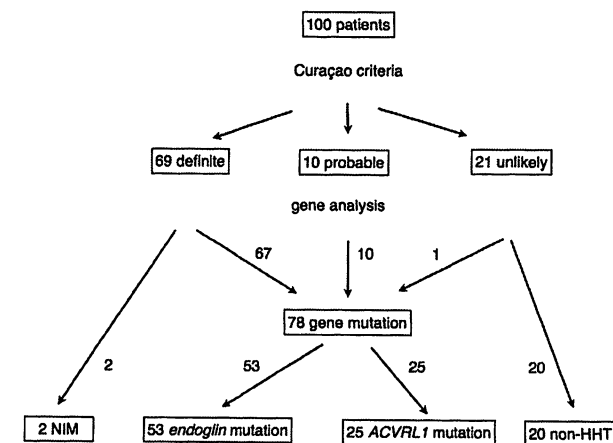 100 patients
Curaçao criteria
69 definite
10 probable
21 unlikely
gene analysis
67
10
1
78 gene mutation
2
53
25
20
2 NIM
53 endoglin mutation
25 ACVRL1 mutation
20 non-HHT